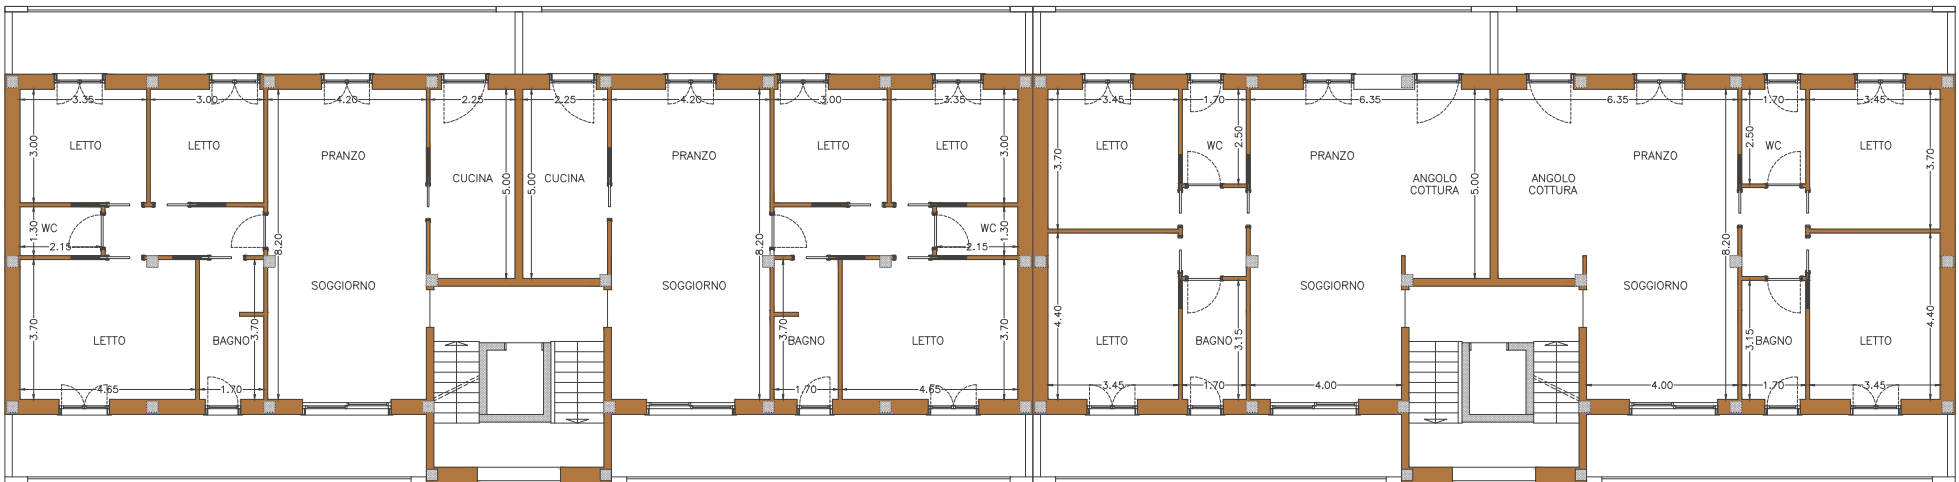 3.35 3.00 4.20 2.25 2.25 4.20 3.00 3.35 3.45 1.70 6.35 6.35 1.70 3.45
3.00 LETTO LETTO PRANZO CUCINA 5.00 5.00 CUCINA PRANZO LETTO LETTO 3.00
3.70 LETTO WC 2.50 PRANZO ANGOLO COTTURA 5.00 ANGOLO COTTURA PRANZO 2.50 WC LETTO 3.70
1.30 WC 2.15 8.20 8.20 WC 2.15 1.30 8.20
SOGGIORNO SOGGIORNO SOGGIORNO SOGGIORNO
3.70 LETTO BAGNO 3.70 3.70 BAGNO LETTO 3.70
4.40 LETTO BAGNO 3.15 3.15 BAGNO LETTO 4.40
4.65 1.70 1.70 4.65 3.45 1.70 4.00 4.00 1.70 3.45